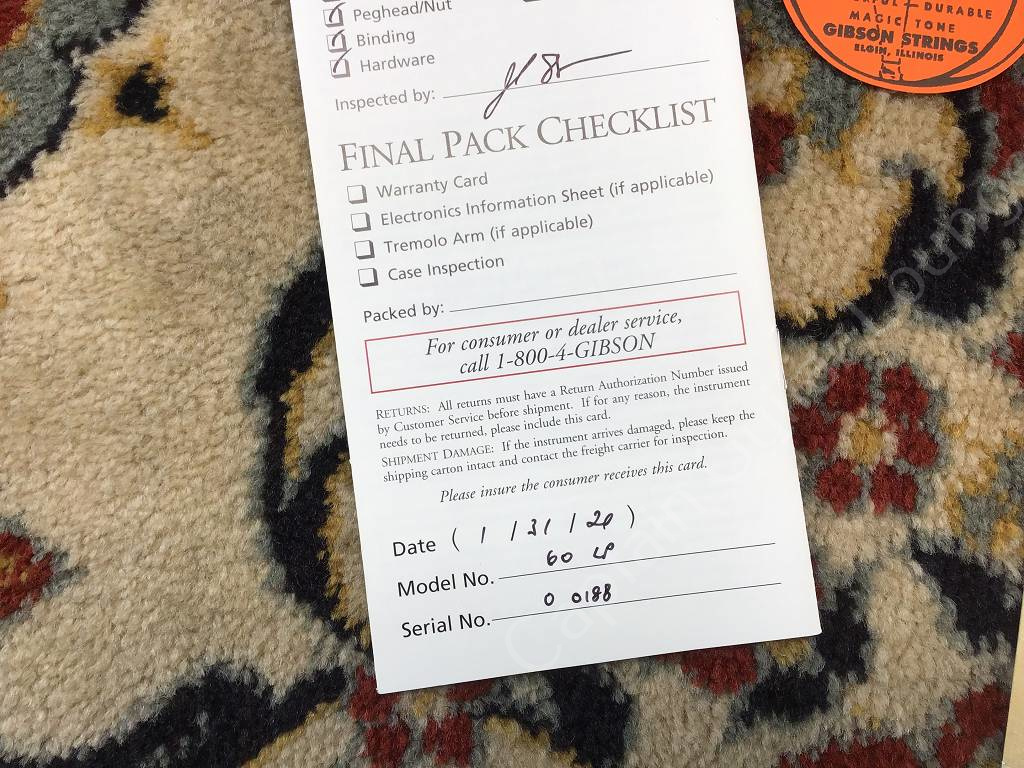 Peghead/Nut
Binding
Hardware
Inspected by:
FINAL PACK CHECKLIST
Warranty Card
Electronics Information Sheet (if applicable)
Tremolo Arm (if applicable)
Case Inspection
Packed by:
For consumer or dealer service,
call 1-800-4-GIBSON
RETURNS: All returns must have a Return Authorization Number issued
by Customer Service before shipment. If for any reason, the instrument
needs to be returned, please include this card.
SHIPMENT DAMAGE: If the instrument arrives damaged, please keep the
shipping carton intact and contact the freight carrier for inspection.
Please insure the consumer receives this card.
Date ( 1 / 31 / 20 )
Model No. 60 LP
Serial No. 0 0188
DURABLE
MAGIC TONE
GIBSON STRINGS
ELGIN, ILLINOIS